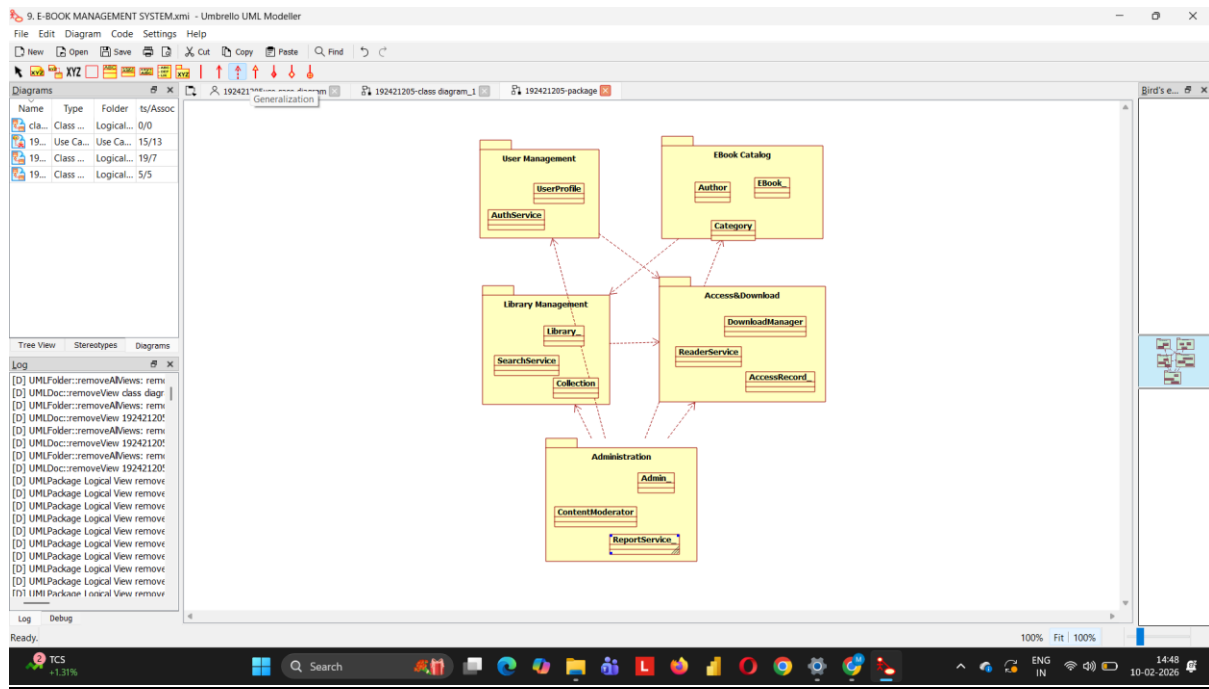 9. E-BOOK MANAGEMENT SYSTEM.xmi - Umbrello UML Modeller
File Edit Diagram Code Settings Help
New Open Save Cut Copy Paste Find
XYZ
Diagrams
192421205-class diagram_1
192421205-package
Bird's e...
Generalization
Name Type Folder ts/Assoc
cla... Class ... Logical... 0/0
19... Use Ca... Use Ca... 15/13
19... Class ... Logical... 19/7
19... Class ... Logical... 5/5
User Management
UserProfile
AuthService
EBook Catalog
Author
EBook_
Category
Library Management
Library_
SearchService
Collection
Access&Download
DownloadManager
ReaderService
AccessRecord_
Administration
Admin_
ContentModerator
ReportService_
Tree View Stereotypes Diagrams
Log
[D] UMLFolder::removeAllViews: remo
[D] UMLDoc::removeView class diagr
[D] UMLFolder::removeAllViews: remo
[D] UMLDoc::removeView 19242120
[D] UMLFolder::removeAllViews: remo
[D] UMLDoc::removeView 19242120
[D] UMLFolder::removeAllViews: remo
[D] UMLDoc::removeView 19242120
[D] UMLPackage Logical View remove
[D] UMLPackage Logical View remove
[D] UMLPackage Logical View remove
[D] UMLPackage Logical View remove
[D] UMLPackage Logical View remove
[D] UMLPackage Logical View remove
[D] UMLPackage Logical View remove
[D] UMLPackage Logical View remove
[D] UMLPackage Logical View remove
[D] UMLPackage Logical View remove
Log Debug
Ready.
100% Fit 100%
2
TCS
+1.31%
Search
L
ENG
IN
14:48
10-02-2026